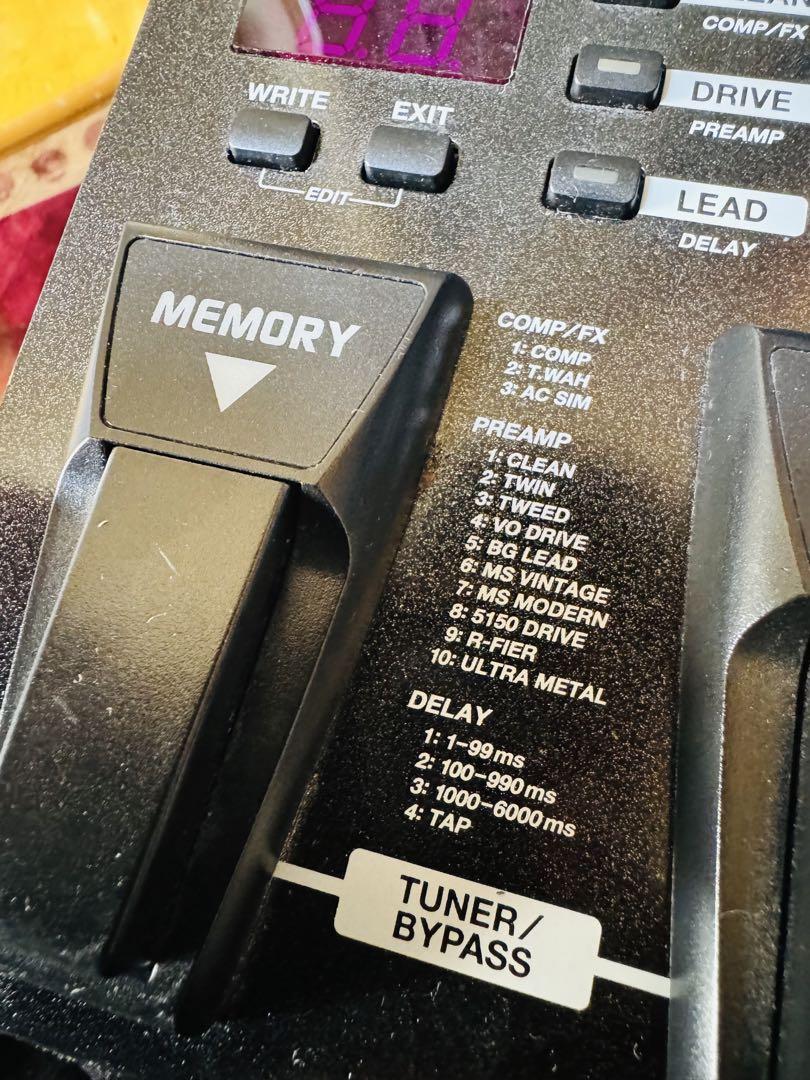 COMP/FX
DRIVE
PREAMP
WRITE
EXIT
EDIT
LEAD
DELAY
MEMORY
COMP/FX
1: COMP
2: T.WAH
3: AC SIM
PREAMP
1: CLEAN
2: TWIN
3: TWEED
4: VO DRIVE
5: BG LEAD
6: MS VINTAGE
7: MS MODERN
8: 5150 DRIVE
9: R-FIER
10: ULTRA METAL
DELAY
1: 1-99ms
2: 100-990ms
3: 1000-6000ms
4: TAP
TUNER/
BYPASS